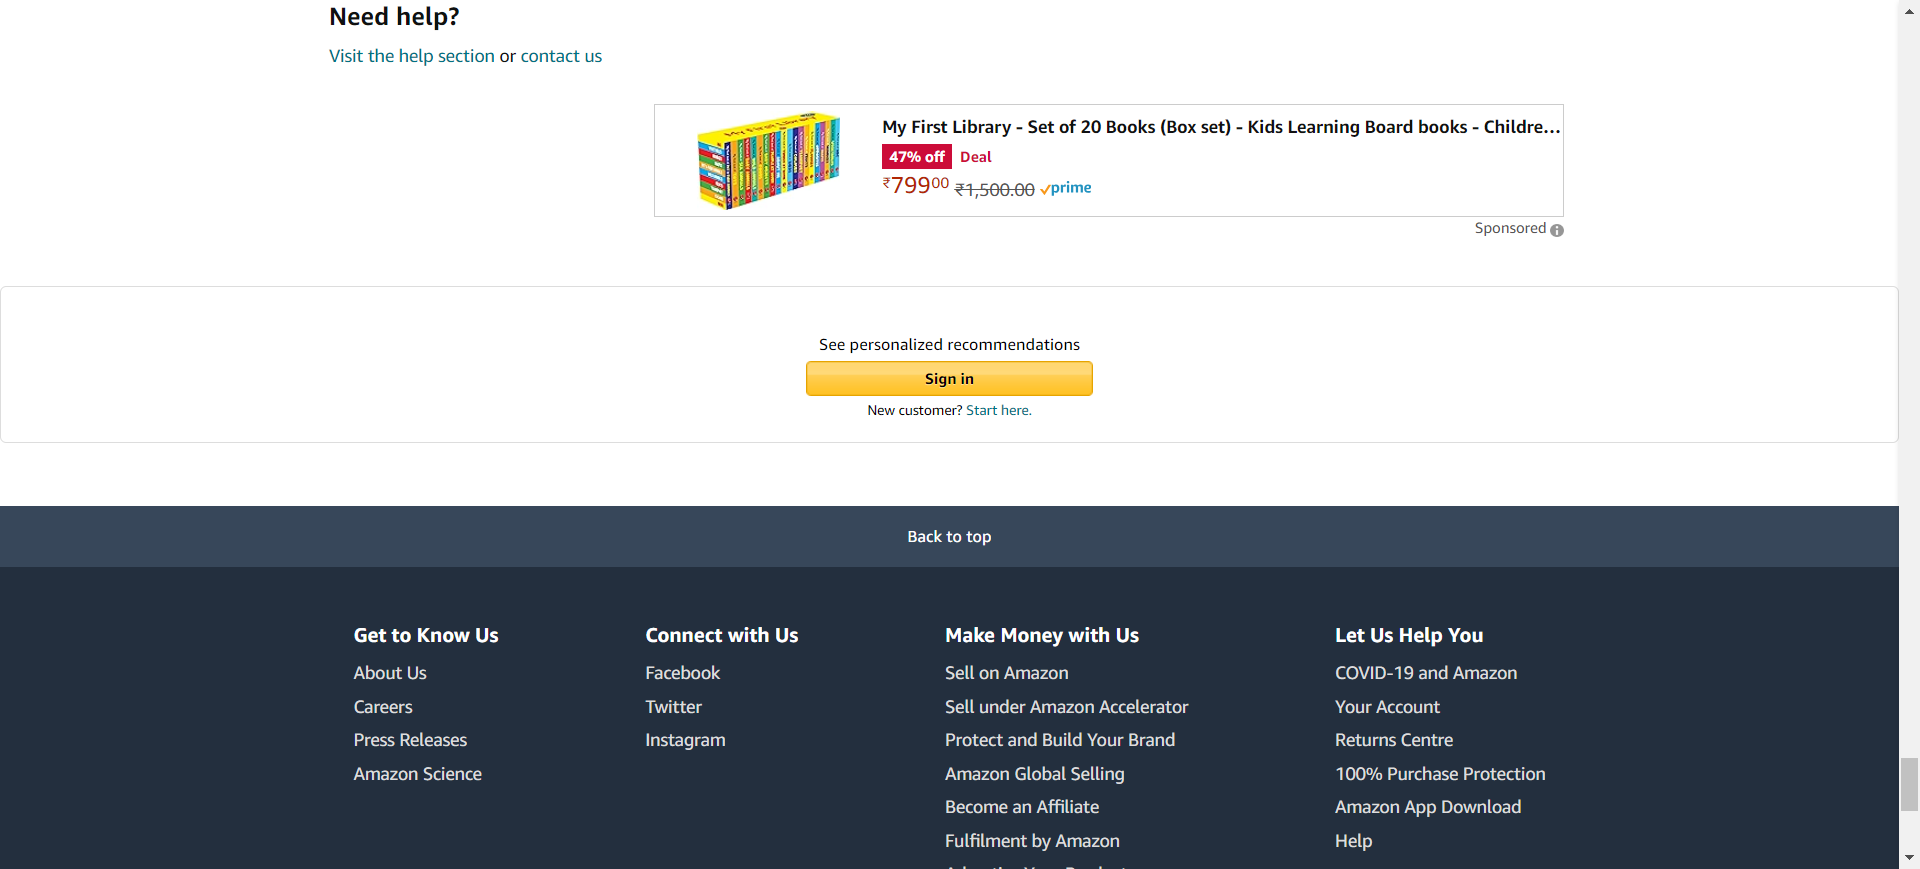 Need help?
Visit the help section or contact us
My First Library
My First Library - Set of 20 Books (Box set) - Kids Learning Board books - Childre...
47% off Deal
₹79900 ₹1,500.00 prime
Sponsored
See personalized recommendations
Sign in
New customer? Start here.
Back to top
Get to Know Us
About Us
Careers
Press Releases
Amazon Science
Connect with Us
Facebook
Twitter
Instagram
Make Money with Us
Sell on Amazon
Sell under Amazon Accelerator
Protect and Build Your Brand
Amazon Global Selling
Become an Affiliate
Fulfilment by Amazon
Let Us Help You
COVID-19 and Amazon
Your Account
Returns Centre
100% Purchase Protection
Amazon App Download
Help